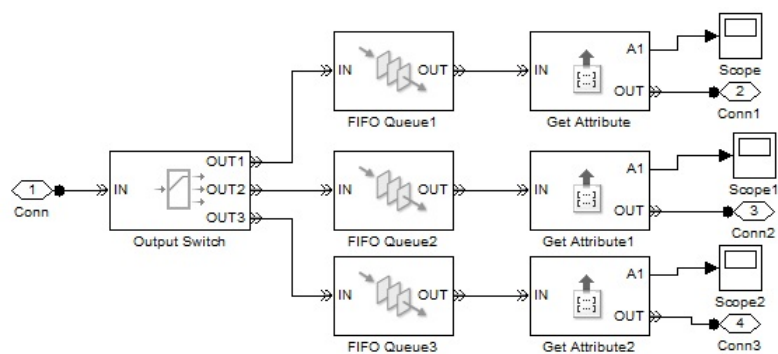 A1
Scope
IN
OUT
IN
OUT
2
FIFO Queue1
Get Attribute
Conn1
OUT1
A1
Scope1
1
IN
OUT2
IN
OUT
IN
OUT
3
OUT3
Conn
Output Switch
FIFO Queue2
Get Attribute1
Conn2
A1
Scope2
IN
OUT
IN
OUT
4
FIFO Queue3
Get Attribute2
Conn3